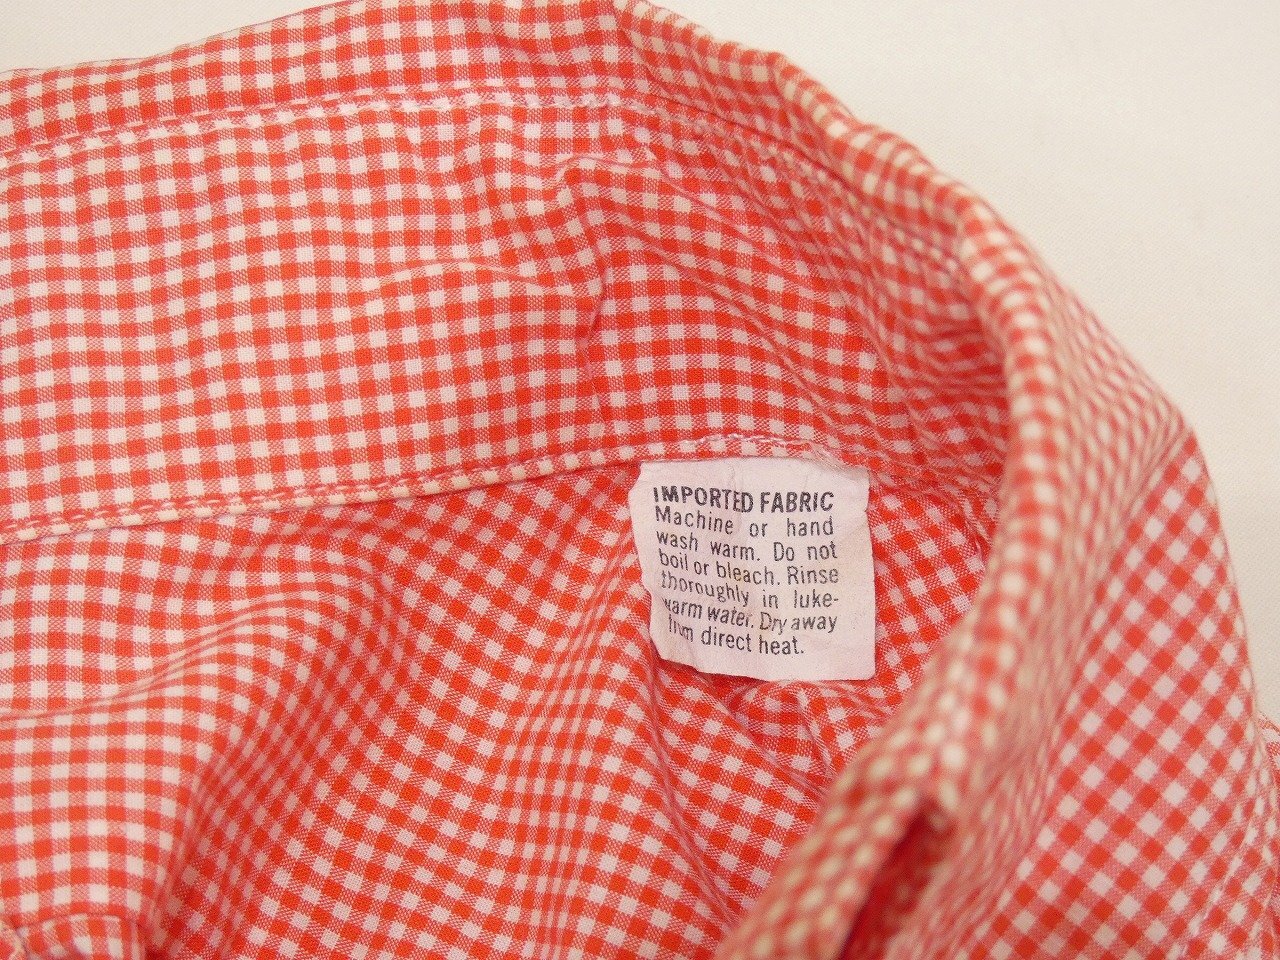 IMPORTED FABRIC
Machine or hand
wash warm. Do not
boil or bleach. Rinse
thoroughly in luke-
warm water. Dry away
from direct heat.